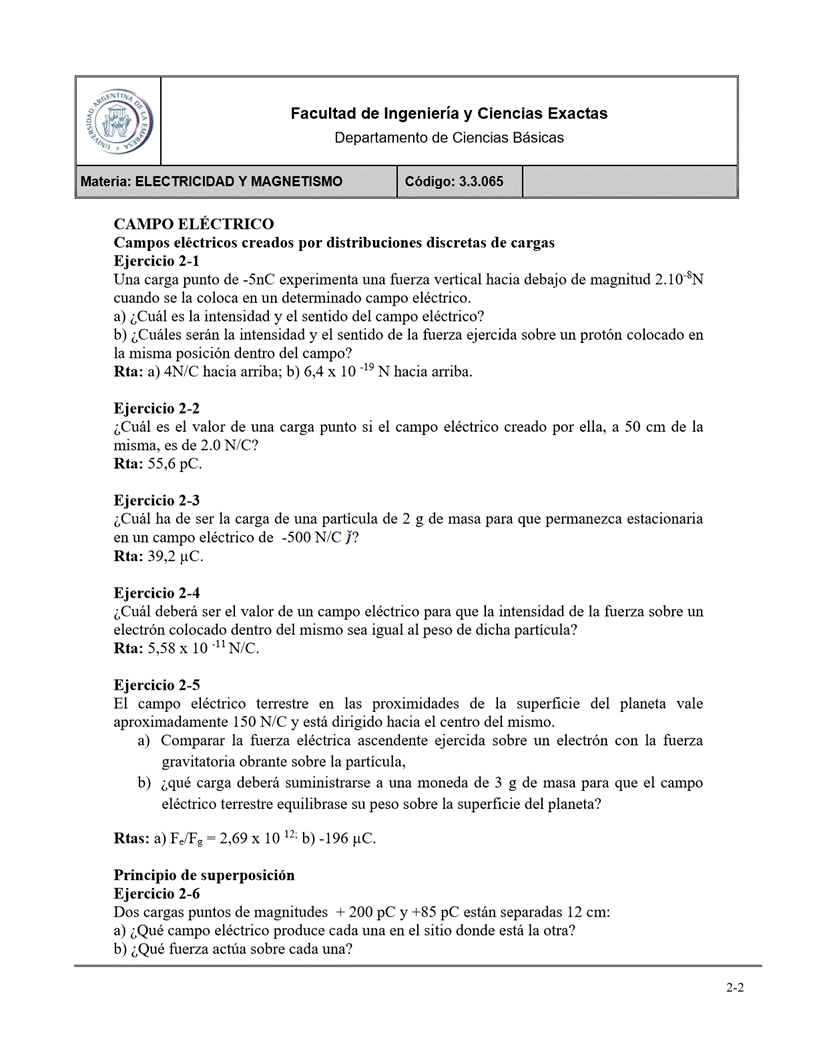 UNIVERSIDAD ARGENTINA DE LA EMPRESA
Facultad de Ingeniería y Ciencias Exactas
Departamento de Ciencias Básicas
Materia: ELECTRICIDAD Y MAGNETISMO
Código: 3.3.065
CAMPO ELÉCTRICO
Campos eléctricos creados por distribuciones discretas de cargas
Ejercicio 2-1
Una carga punto de -5nC experimenta una fuerza vertical hacia debajo de magnitud 2.10⁻⁸N
cuando se la coloca en un determinado campo eléctrico.
a) ¿Cuál es la intensidad y el sentido del campo eléctrico?
b) ¿Cuáles serán la intensidad y el sentido de la fuerza ejercida sobre un protón colocado en
la misma posición dentro del campo?
Rta: a) 4N/C hacia arriba; b) 6,4 x 10 ⁻¹⁹ N hacia arriba.
Ejercicio 2-2
¿Cuál es el valor de una carga punto si el campo eléctrico creado por ella, a 50 cm de la
misma, es de 2.0 N/C?
Rta: 55,6 pC.
Ejercicio 2-3
¿Cuál ha de ser la carga de una partícula de 2 g de masa para que permanezca estacionaria
en un campo eléctrico de -500 N/C ǰ?
Rta: 39,2 µC.
Ejercicio 2-4
¿Cuál deberá ser el valor de un campo eléctrico para que la intensidad de la fuerza sobre un
electrón colocado dentro del mismo sea igual al peso de dicha partícula?
Rta: 5,58 x 10 ⁻¹¹ N/C.
Ejercicio 2-5
El campo eléctrico terrestre en las proximidades de la superficie del planeta vale
aproximadamente 150 N/C y está dirigido hacia el centro del mismo.
a) Comparar la fuerza eléctrica ascendente ejercida sobre un electrón con la fuerza
gravitatoria obrante sobre la partícula,
b) ¿qué carga deberá suministrarse a una moneda de 3 g de masa para que el campo
eléctrico terrestre equilibrase su peso sobre la superficie del planeta?
Rtas: a) Fₑ/F_g = 2,69 x 10 ¹²; b) -196 µC.
Principio de superposición
Ejercicio 2-6
Dos cargas puntos de magnitudes + 200 pC y +85 pC están separadas 12 cm:
a) ¿Qué campo eléctrico produce cada una en el sitio donde está la otra?
b) ¿Qué fuerza actúa sobre cada una?
2-2